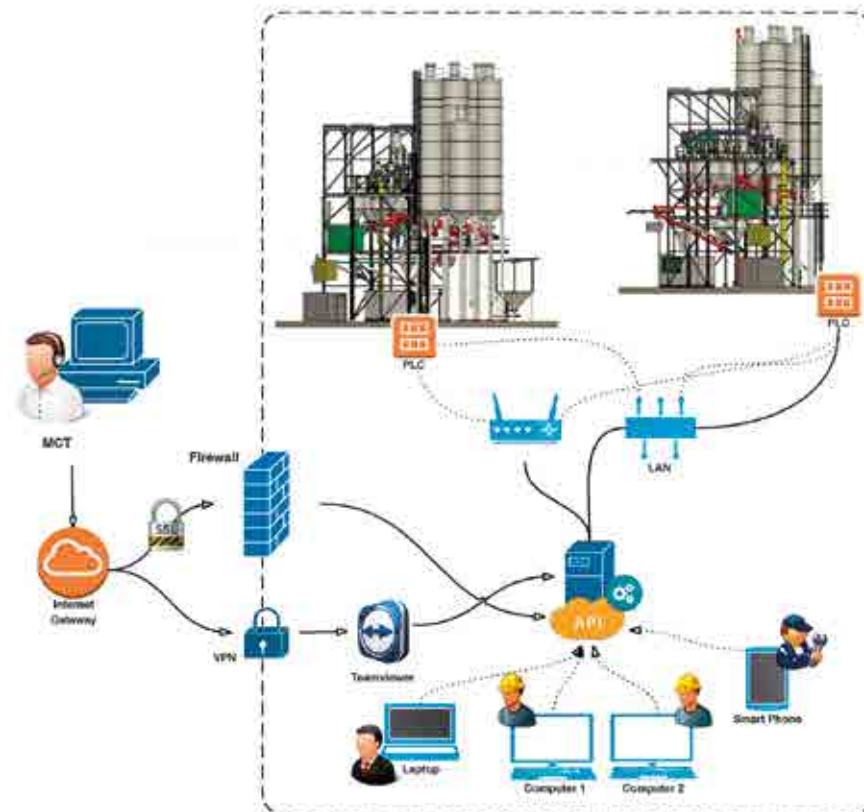 PLC
PLC
MCT
Firewall
LAN
SSL
Internet
Gateway
API
VPN
Teamviewer
Smart Phone
Laptop
Computer 1
Computer 2